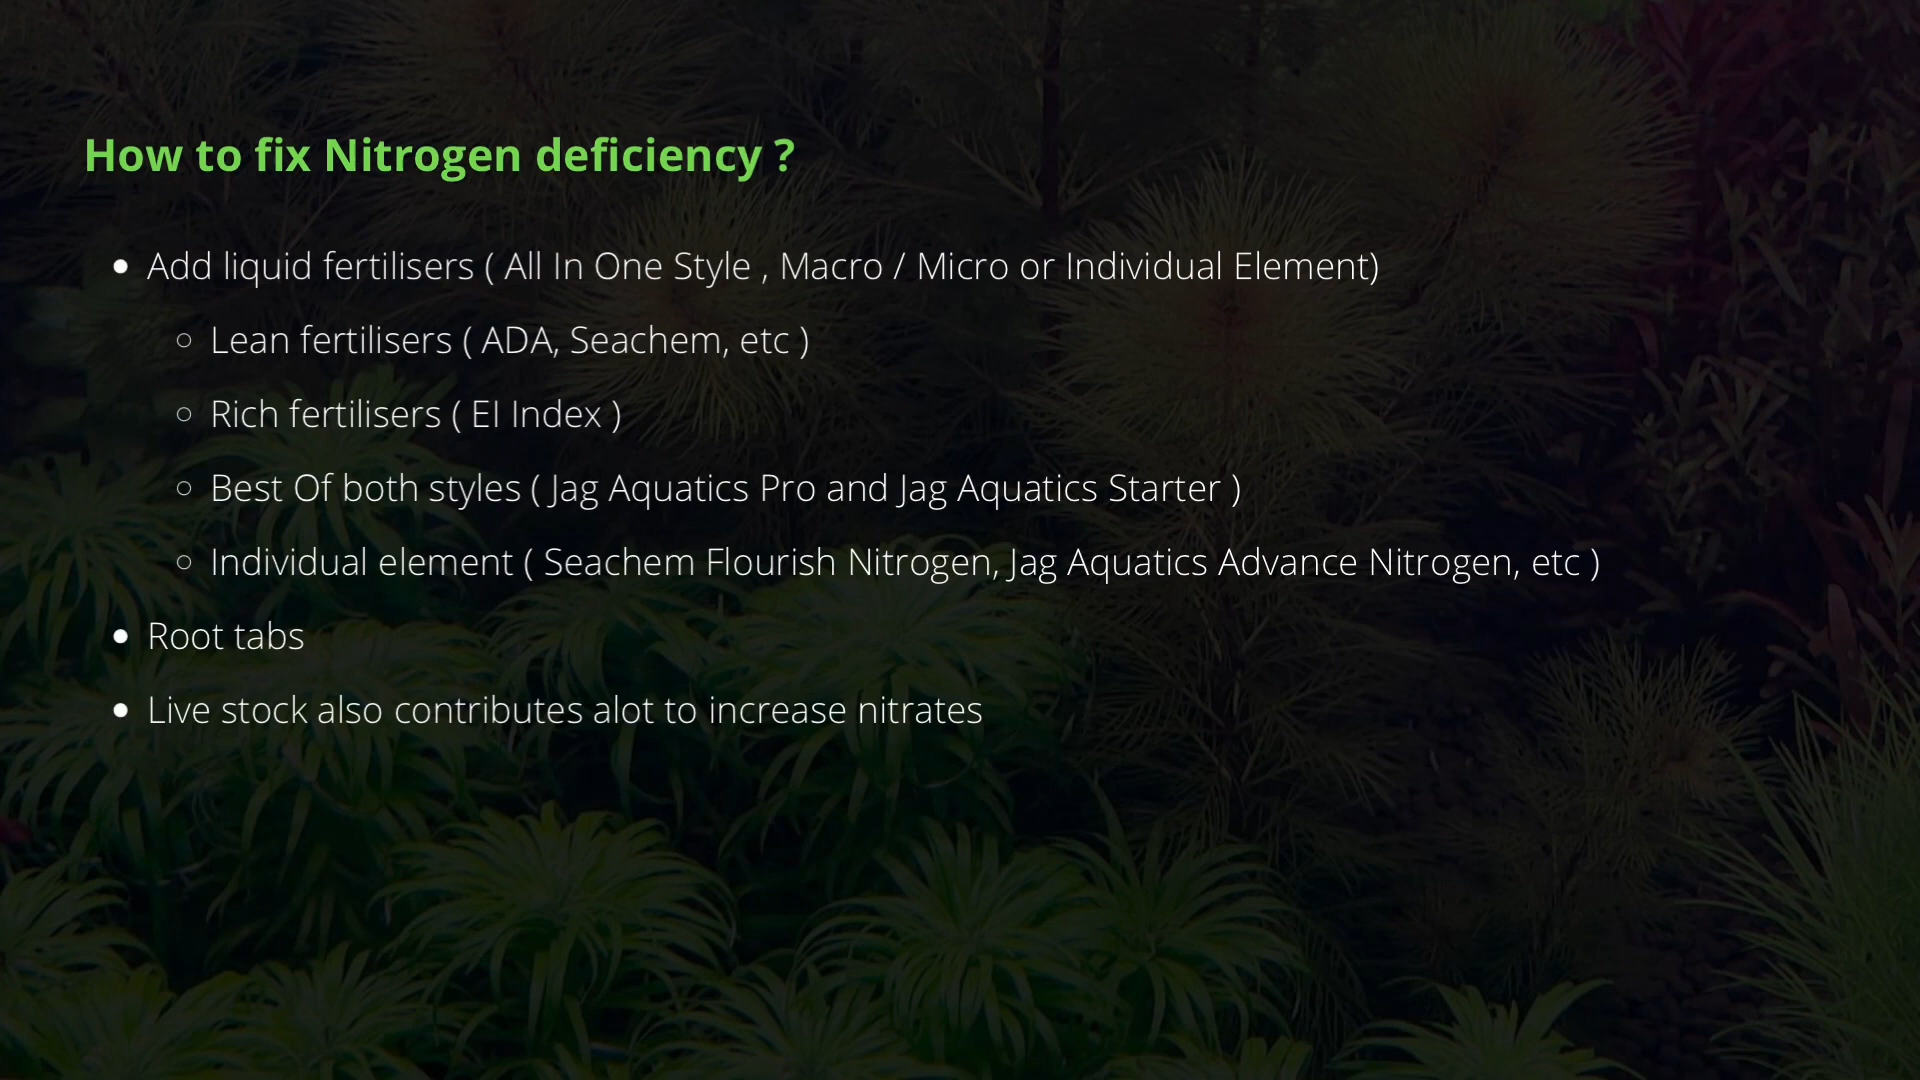 How to fix Nitrogen deficiency ?
• Add liquid fertilisers ( All In One Style , Macro / Micro or Individual Element)
○ Lean fertilisers ( ADA, Seachem, etc )
○ Rich fertilisers ( EI Index )
○ Best Of both styles ( Jag Aquatics Pro and Jag Aquatics Starter )
○ Individual element ( Seachem Flourish Nitrogen, Jag Aquatics Advance Nitrogen, etc )
• Root tabs
• Live stock also contributes alot to increase nitrates